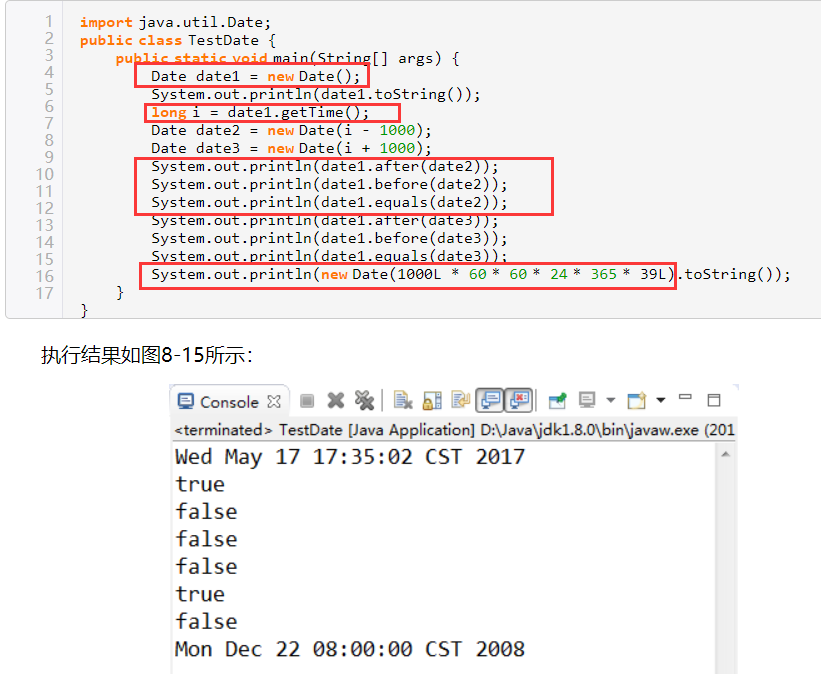 1 import java.util.Date;
2 public class TestDate {
3 public static void main(String[] args) {
4 Date date1 = new Date();
5 System.out.println(date1.toString());
6 long i = date1.getTime();
7 Date date2 = new Date(i - 1000);
8 Date date3 = new Date(i + 1000);
9 System.out.println(date1.after(date2));
10 System.out.println(date1.before(date2));
11 System.out.println(date1.equals(date2));
12 System.out.println(date1.after(date3));
13 System.out.println(date1.before(date3));
14 System.out.println(date1.equals(date3));
15 System.out.println(new Date(1000L * 60 * 60 * 24 * 365 * 39L).toString());
16 }
17 }
执行结果如图8-15所示：
Console
<terminated> TestDate [Java Application] D:\Java\jdk1.8.0\bin\javaw.exe (201
Wed May 17 17:35:02 CST 2017
true
false
false
false
true
false
Mon Dec 22 08:00:00 CST 2008